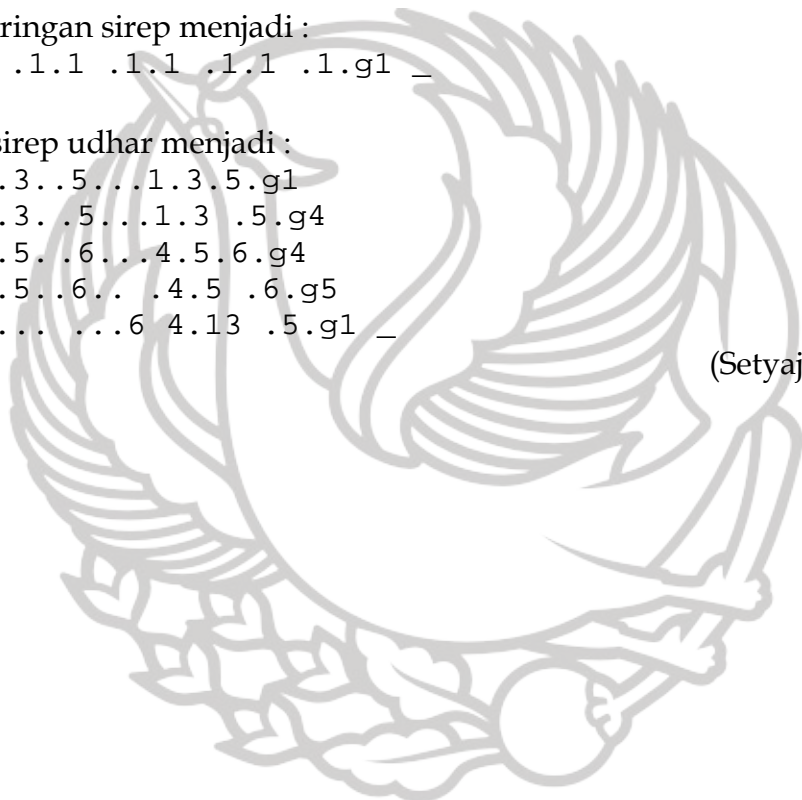 ringan sirep menjadi :
.1.1 .1.1 .1.1 .1.g1 _
sirep udhar menjadi :
.3..5...1.3.5.g1
.3. .5...1.3 .5.g4
.5. .6...4.5.6.g4
.5..6.. .4.5 .6.g5
... ...6 4.13 .5.g1 _
(Setyaj